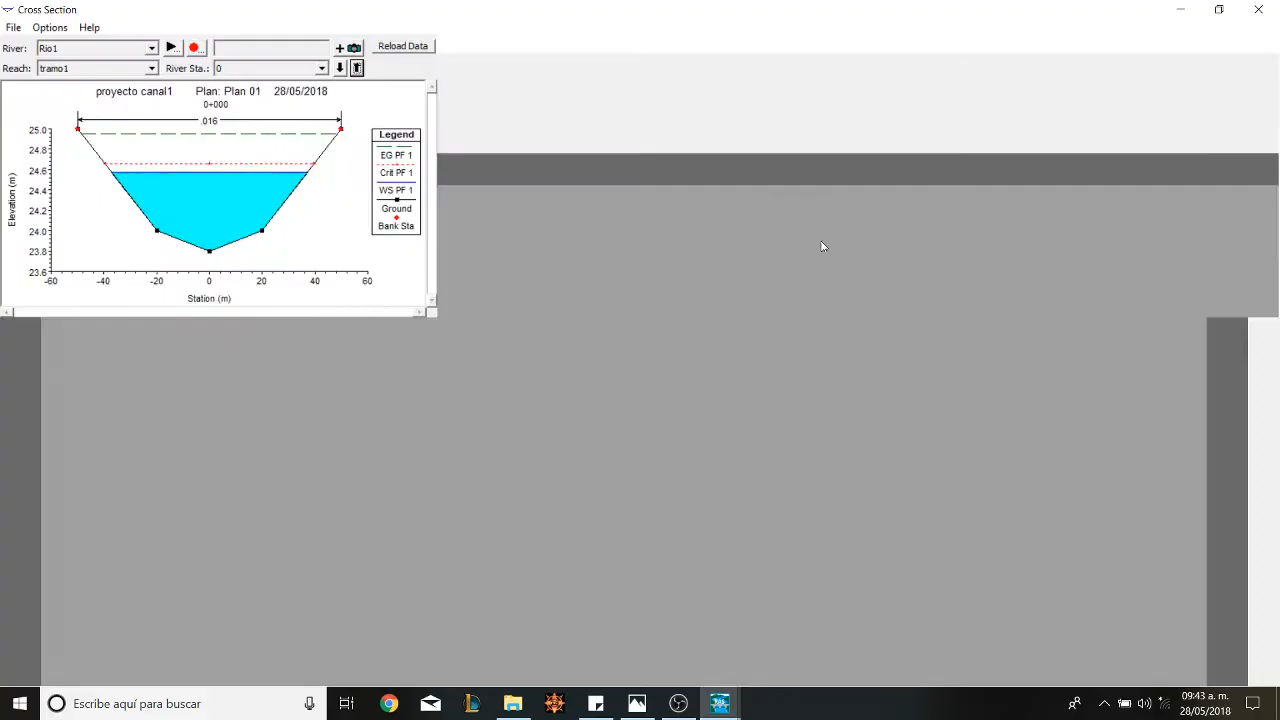 Cross Section
File Options Help
River: Rio1 Reload Data
Reach: tramo1 River Sta.: 0
proyecto canal1 Plan: Plan 01 28/05/2018
0+000
.016
25.0
24.8
24.6
24.4
24.2
24.0
23.8
23.6
-60 -40 -20 0 20 40 60
Station (m)
Elevation (m)
Legend
EG PF 1
Crit PF 1
WS PF 1
Ground
Bank Sta
Escribe aquí para buscar
09:43 a. m.
28/05/2018